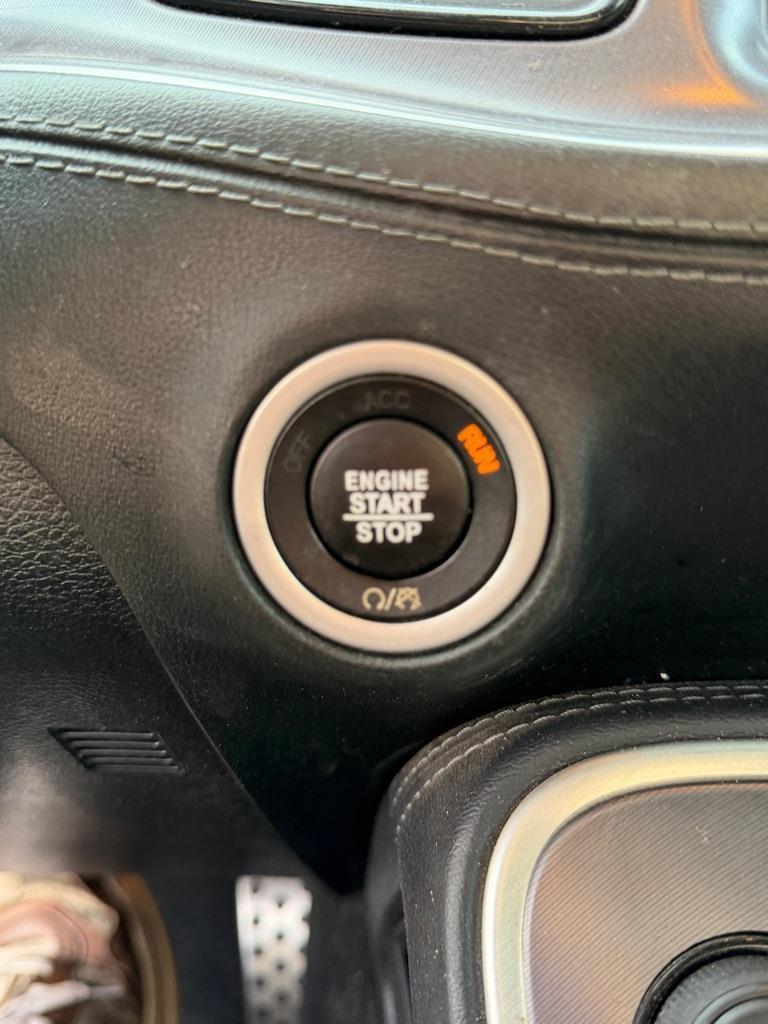 ACC
OFF
RUN
ENGINE
START
STOP